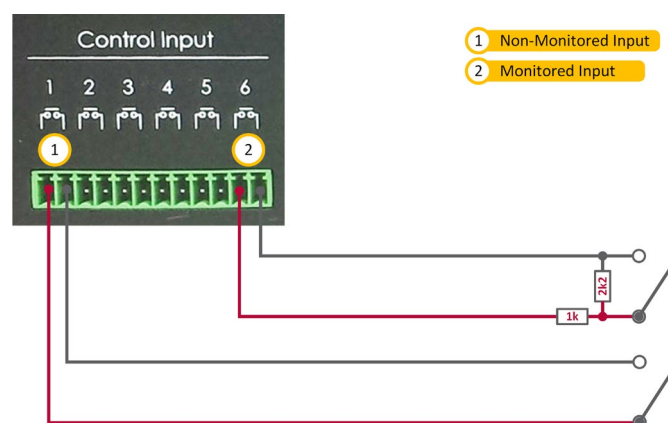 Control Input
1 2 3 4 5 6
1
2
1 Non-Monitored Input
2 Monitored Input
2k2
1k